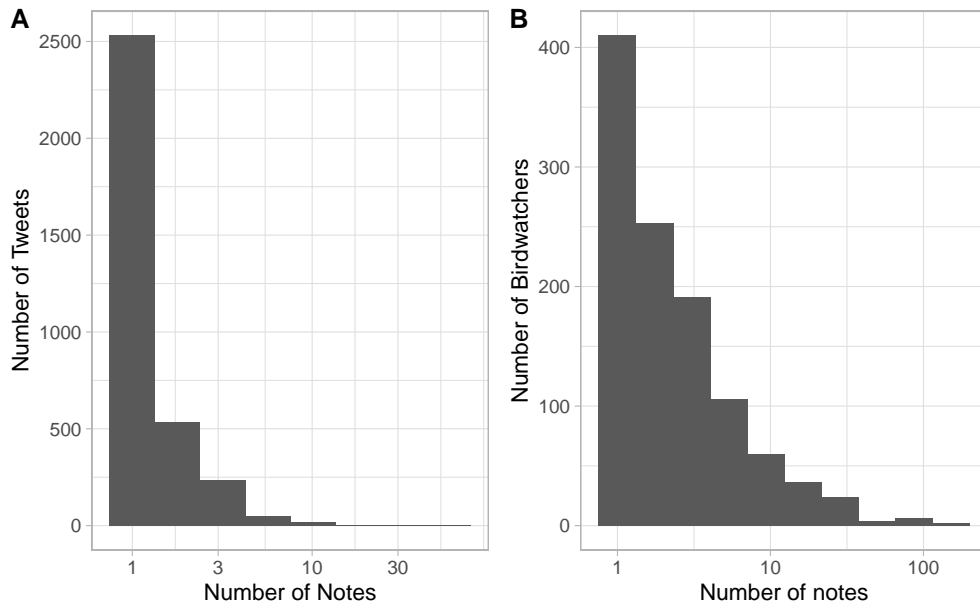 A
Number of Tweets
2500
2000
1500
1000
500
0
1 3 10 30
Number of Notes
B
Number of Birdwatchers
400
300
200
100
0
1 10 100
Number of notes